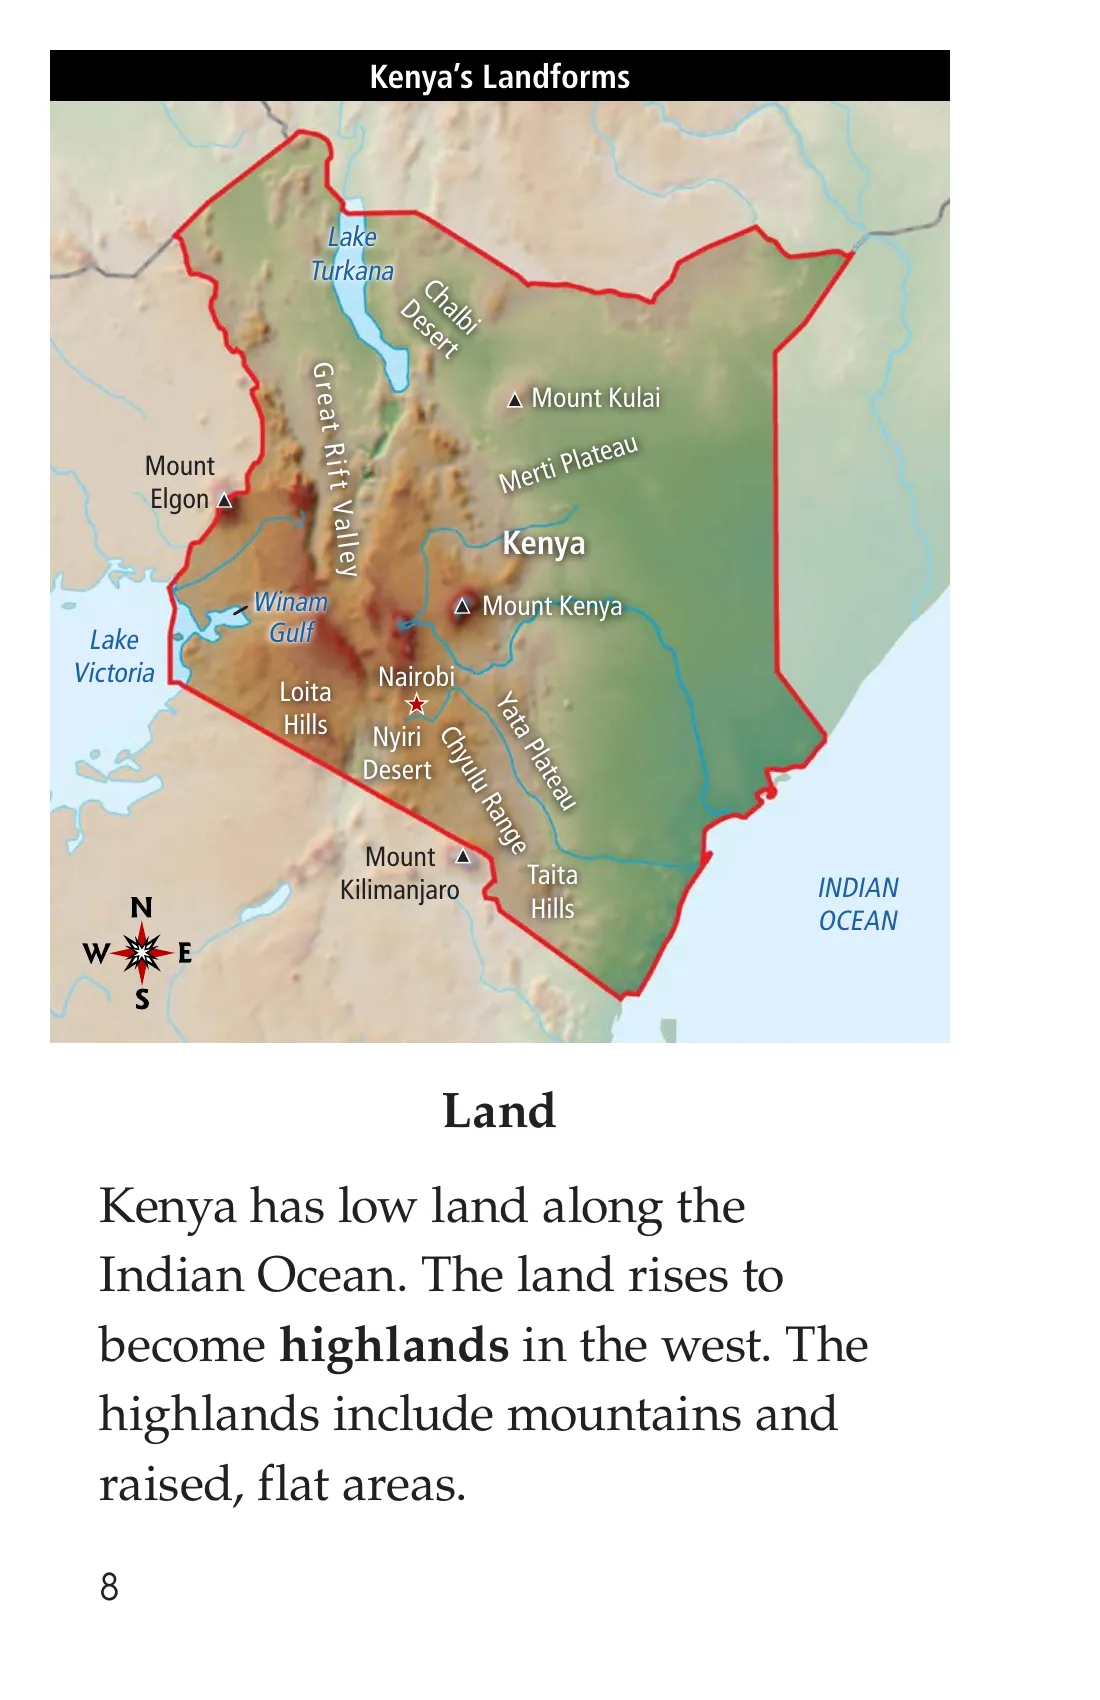 Kenya’s Landforms
Lake
Turkana
Chalbi
Desert
Great Rift Valley
Mount Kulai
Merti Plateau
Mount
Elgon
Kenya
Winam
Gulf
Mount Kenya
Lake
Victoria
Nairobi
Loita
Hills
Nyiri
Desert
Yata Plateau
Chyulu Range
Mount
Kilimanjaro
Taita
Hills
INDIAN
OCEAN
N
W E
S
Land
Kenya has low land along the
Indian Ocean. The land rises to
become highlands in the west. The
highlands include mountains and
raised, flat areas.
8